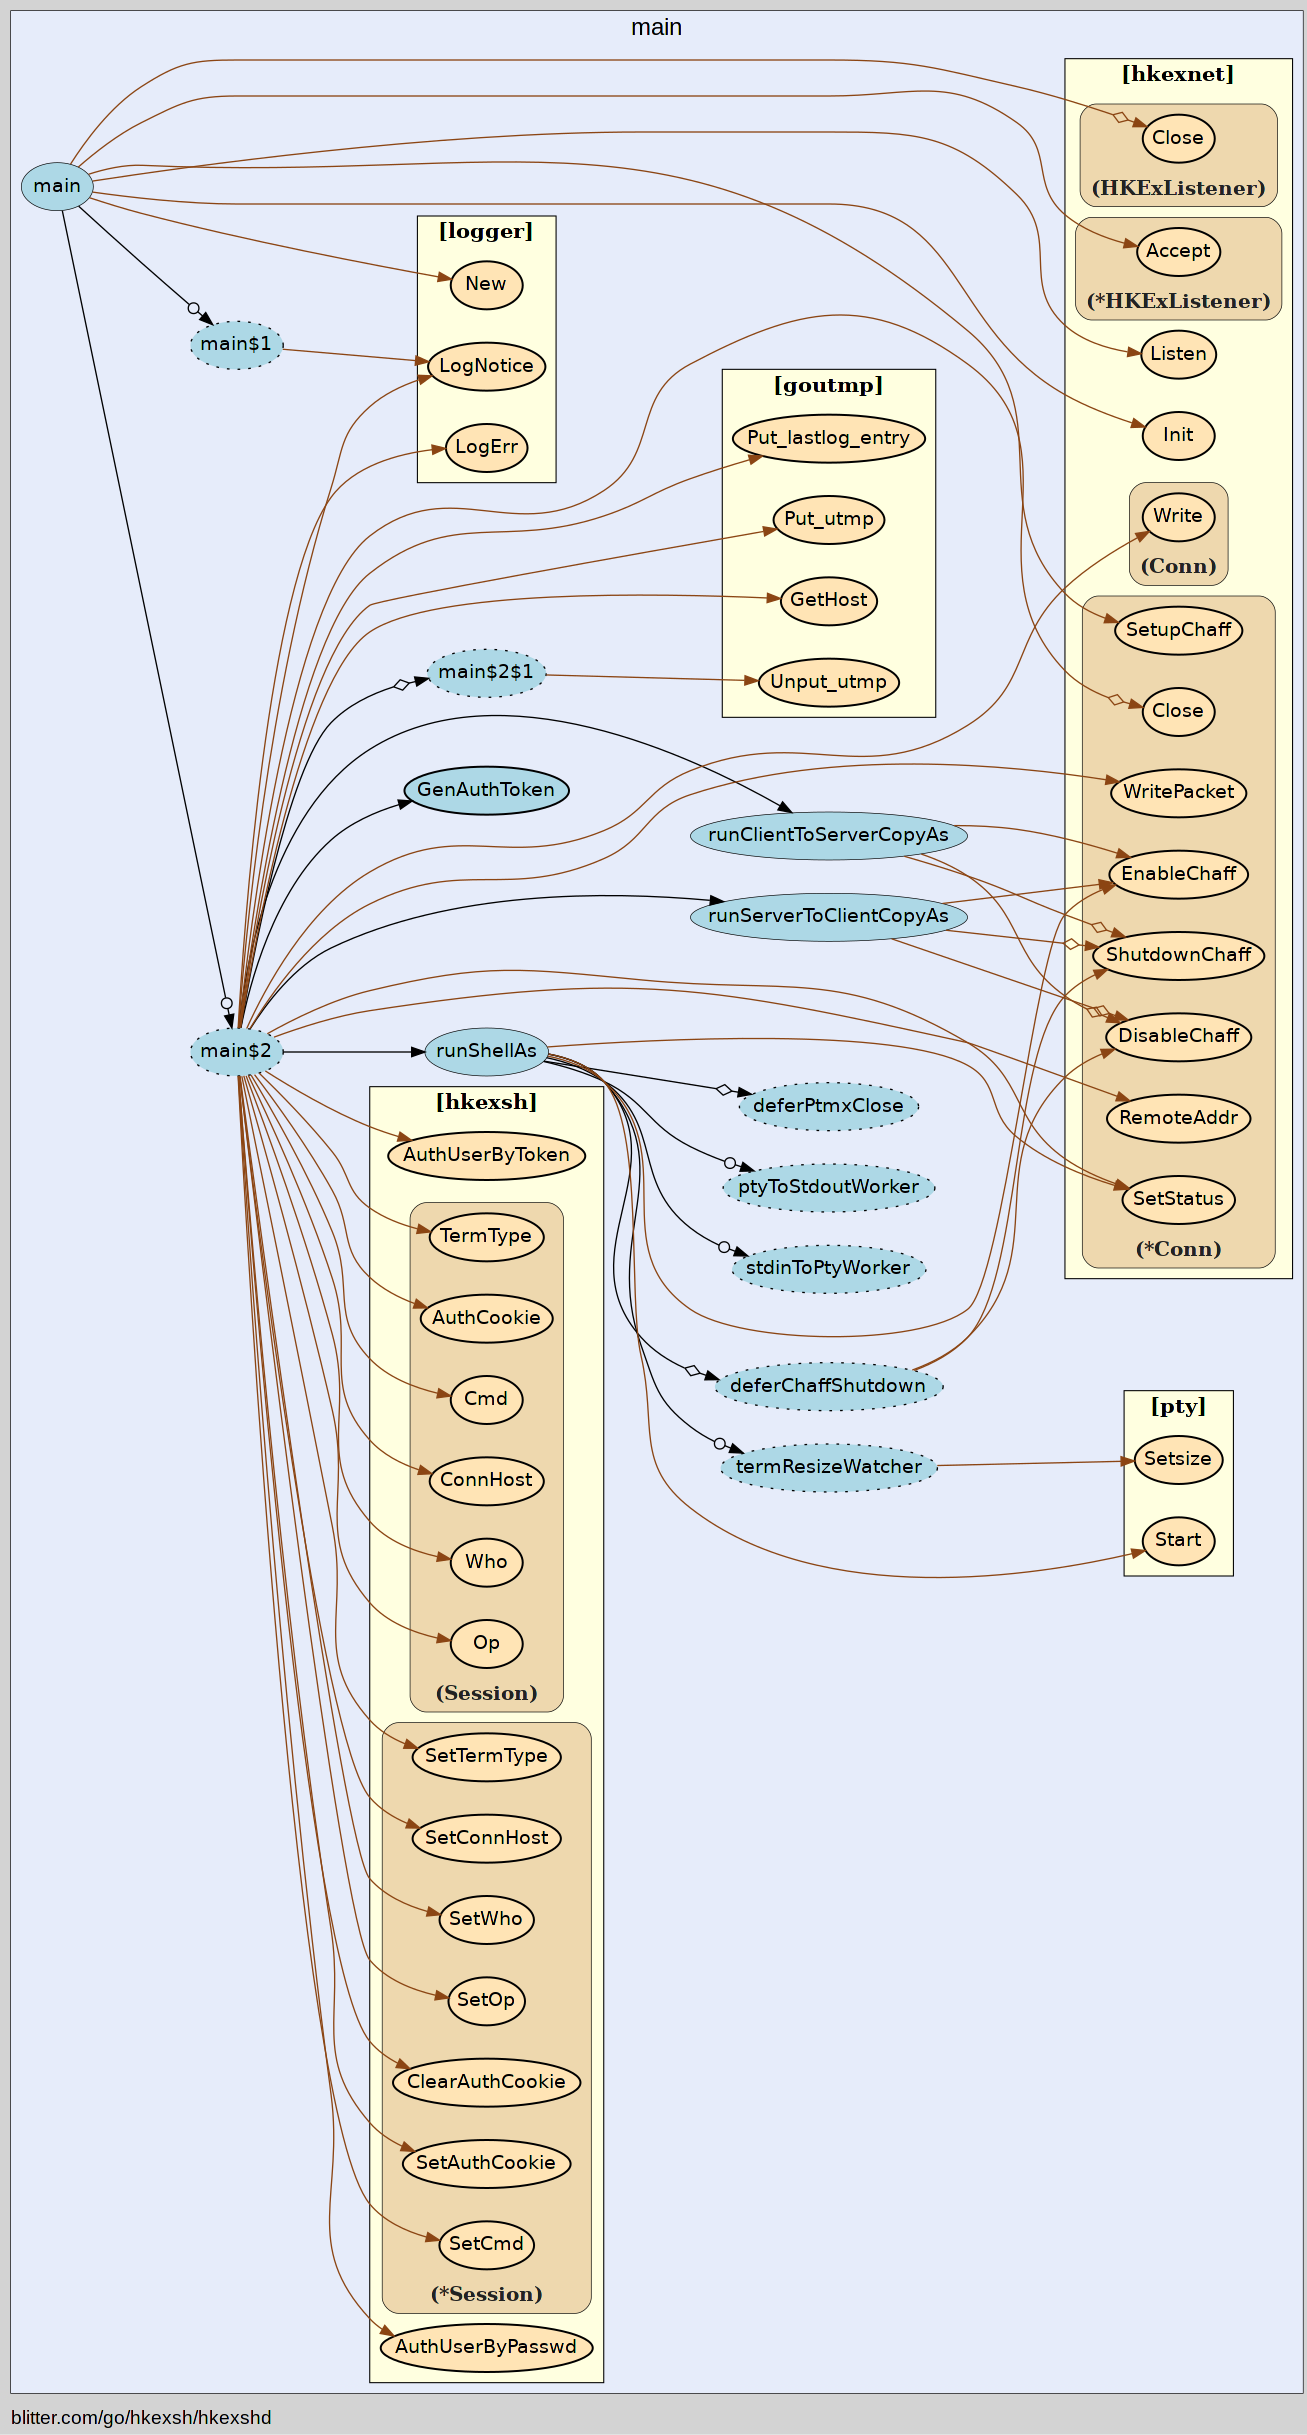 main
main
main$1
main$2
[logger]
New
LogNotice
LogErr
main$2$1
GenAuthToken
runShellAs
[hkexsh]
AuthUserByToken
TermType
AuthCookie
Cmd
ConnHost
Who
Op
(Session)
SetTermType
SetConnHost
SetWho
SetOp
ClearAuthCookie
SetAuthCookie
SetCmd
(*Session)
AuthUserByPasswd
[goutmp]
Put_lastlog_entry
Put_utmp
GetHost
Unput_utmp
runClientToServerCopyAs
runServerToClientCopyAs
deferPtmxClose
ptyToStdoutWorker
stdinToPtyWorker
deferChaffShutdown
termResizeWatcher
[hkexnet]
Close
(HKExListener)
Accept
(*HKExListener)
Listen
Init
Write
(Conn)
SetupChaff
Close
WritePacket
EnableChaff
ShutdownChaff
DisableChaff
RemoteAddr
SetStatus
(*Conn)
[pty]
Setsize
Start
blitter.com/go/hkexsh/hkexshd